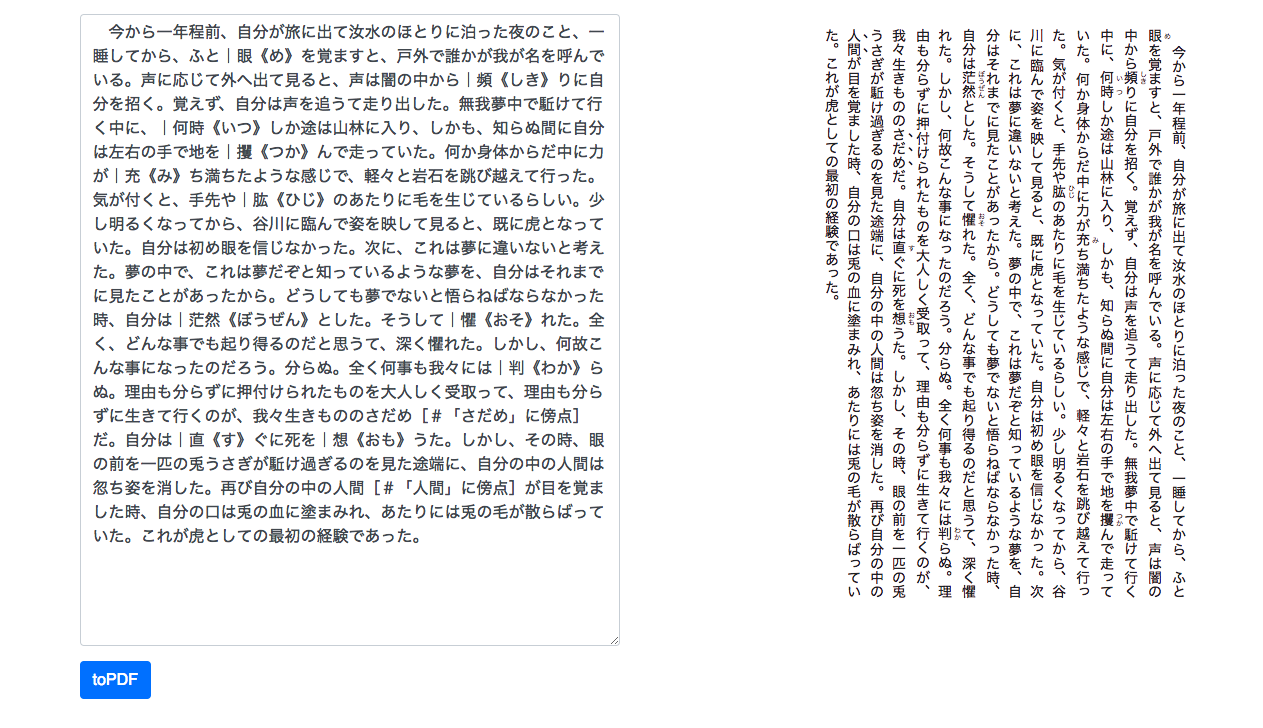 今から一年程前、自分が旅に出て汝水のほとりに泊った夜のこと、一
睡してから、ふと｜眼《め》を覚ますと、戸外で誰かが我が名を呼んで
いる。声に応じて外へ出て見ると、声は闇の中から｜頻《しき》りに自
分を招く。覚えず、自分は声を追うて走り出した。無我夢中で駈けて行
く中に、｜何時《いつ》しか途は山林に入り、しかも、知らぬ間に自分
は左右の手で地を｜攫《つか》んで走っていた。何か身体からだ中に力
が｜充《み》ち満ちたような感じで、軽々と岩石を跳び越えて行った。
気が付くと、手先や｜肱《ひじ》のあたりに毛を生じているらしい。少
し明るくなってから、谷川に臨んで姿を映して見ると、既に虎となって
いた。自分は初め眼を信じなかった。次に、これは夢に違いないと考え
た。夢の中で、これは夢だぞと知っているような夢を、自分はそれまで
に見たことがあったから。どうしても夢でないと悟らねばならなかった
時、自分は｜茫然《ぼうぜん》とした。そうして｜懼《おそ》れた。全
く、どんな事でも起り得るのだと思うて、深く懼れた。しかし、何故こ
んな事になったのだろう。分らぬ。全く何事も我々には｜判《わか》ら
ぬ。理由も分らずに押付けられたものを大人しく受取って、理由も分ら
ずに生きて行くのが、我々生きもののさだめ［＃「さだめ」に傍点］
だ。自分は｜直《す》ぐに死を｜想《おも》うた。しかし、その時、眼
の前を一匹の兎うさぎが駈け過ぎるのを見た途端に、自分の中の人間は
忽ち姿を消した。再び自分の中の人間［＃「人間」に傍点］が目を覚ま
した時、自分の口は兎の血に塗まみれ、あたりには兎の毛が散らばって
いた。これが虎としての最初の経験であった。
toPDF
　今から一年程前、自分が旅に出て汝水のほとりに泊った夜のこと、一睡してから、ふと
眼《め》を覚ますと、戸外で誰かが我が名を呼んでいる。声に応じて外へ出て見ると、声は闇の
中から頻《しき》りに自分を招く。覚えず、自分は声を追うて走り出した。無我夢中で駈けて行く
中に、何時《いつ》しか途は山林に入り、しかも、知らぬ間に自分は左右の手で地を攫《つか》んで走って
いた。何か身体からだ中に力が充《み》ち満ちたような感じで、軽々と岩石を跳び越えて行っ
た。気が付くと、手先や肱《ひじ》のあたりに毛を生じているらしい。少し明るくなってから、谷
川に臨んで姿を映して見ると、既に虎となっていた。自分は初め眼を信じなかった。次
に、これは夢に違いないと考えた。夢の中で、これは夢だぞと知っているような夢を、自
分はそれまでに見たことがあったから。どうしても夢でないと悟らねばならなかった時、
自分は茫然《ぼうぜん》とした。そうして懼《おそ》れた。全く、どんな事でも起り得るのだと思うて、深く懼
れた。しかし、何故こんな事になったのだろう。分らぬ。全く何事も我々には判《わか》らぬ。理
由も分らずに押付けられたものを大人しく受取って、理由も分らずに生きて行くのが、
我々生きもののさだめだ。自分は直《す》ぐに死を想《おも》うた。しかし、その時、眼の前を一匹の兎
うさぎが駈け過ぎるのを見た途端に、自分の中の人間は忽ち姿を消した。再び自分の中の
人間が目を覚ました時、自分の口は兎の血に塗まみれ、あたりには兎の毛が散らばってい
た。これが虎としての最初の経験であった。